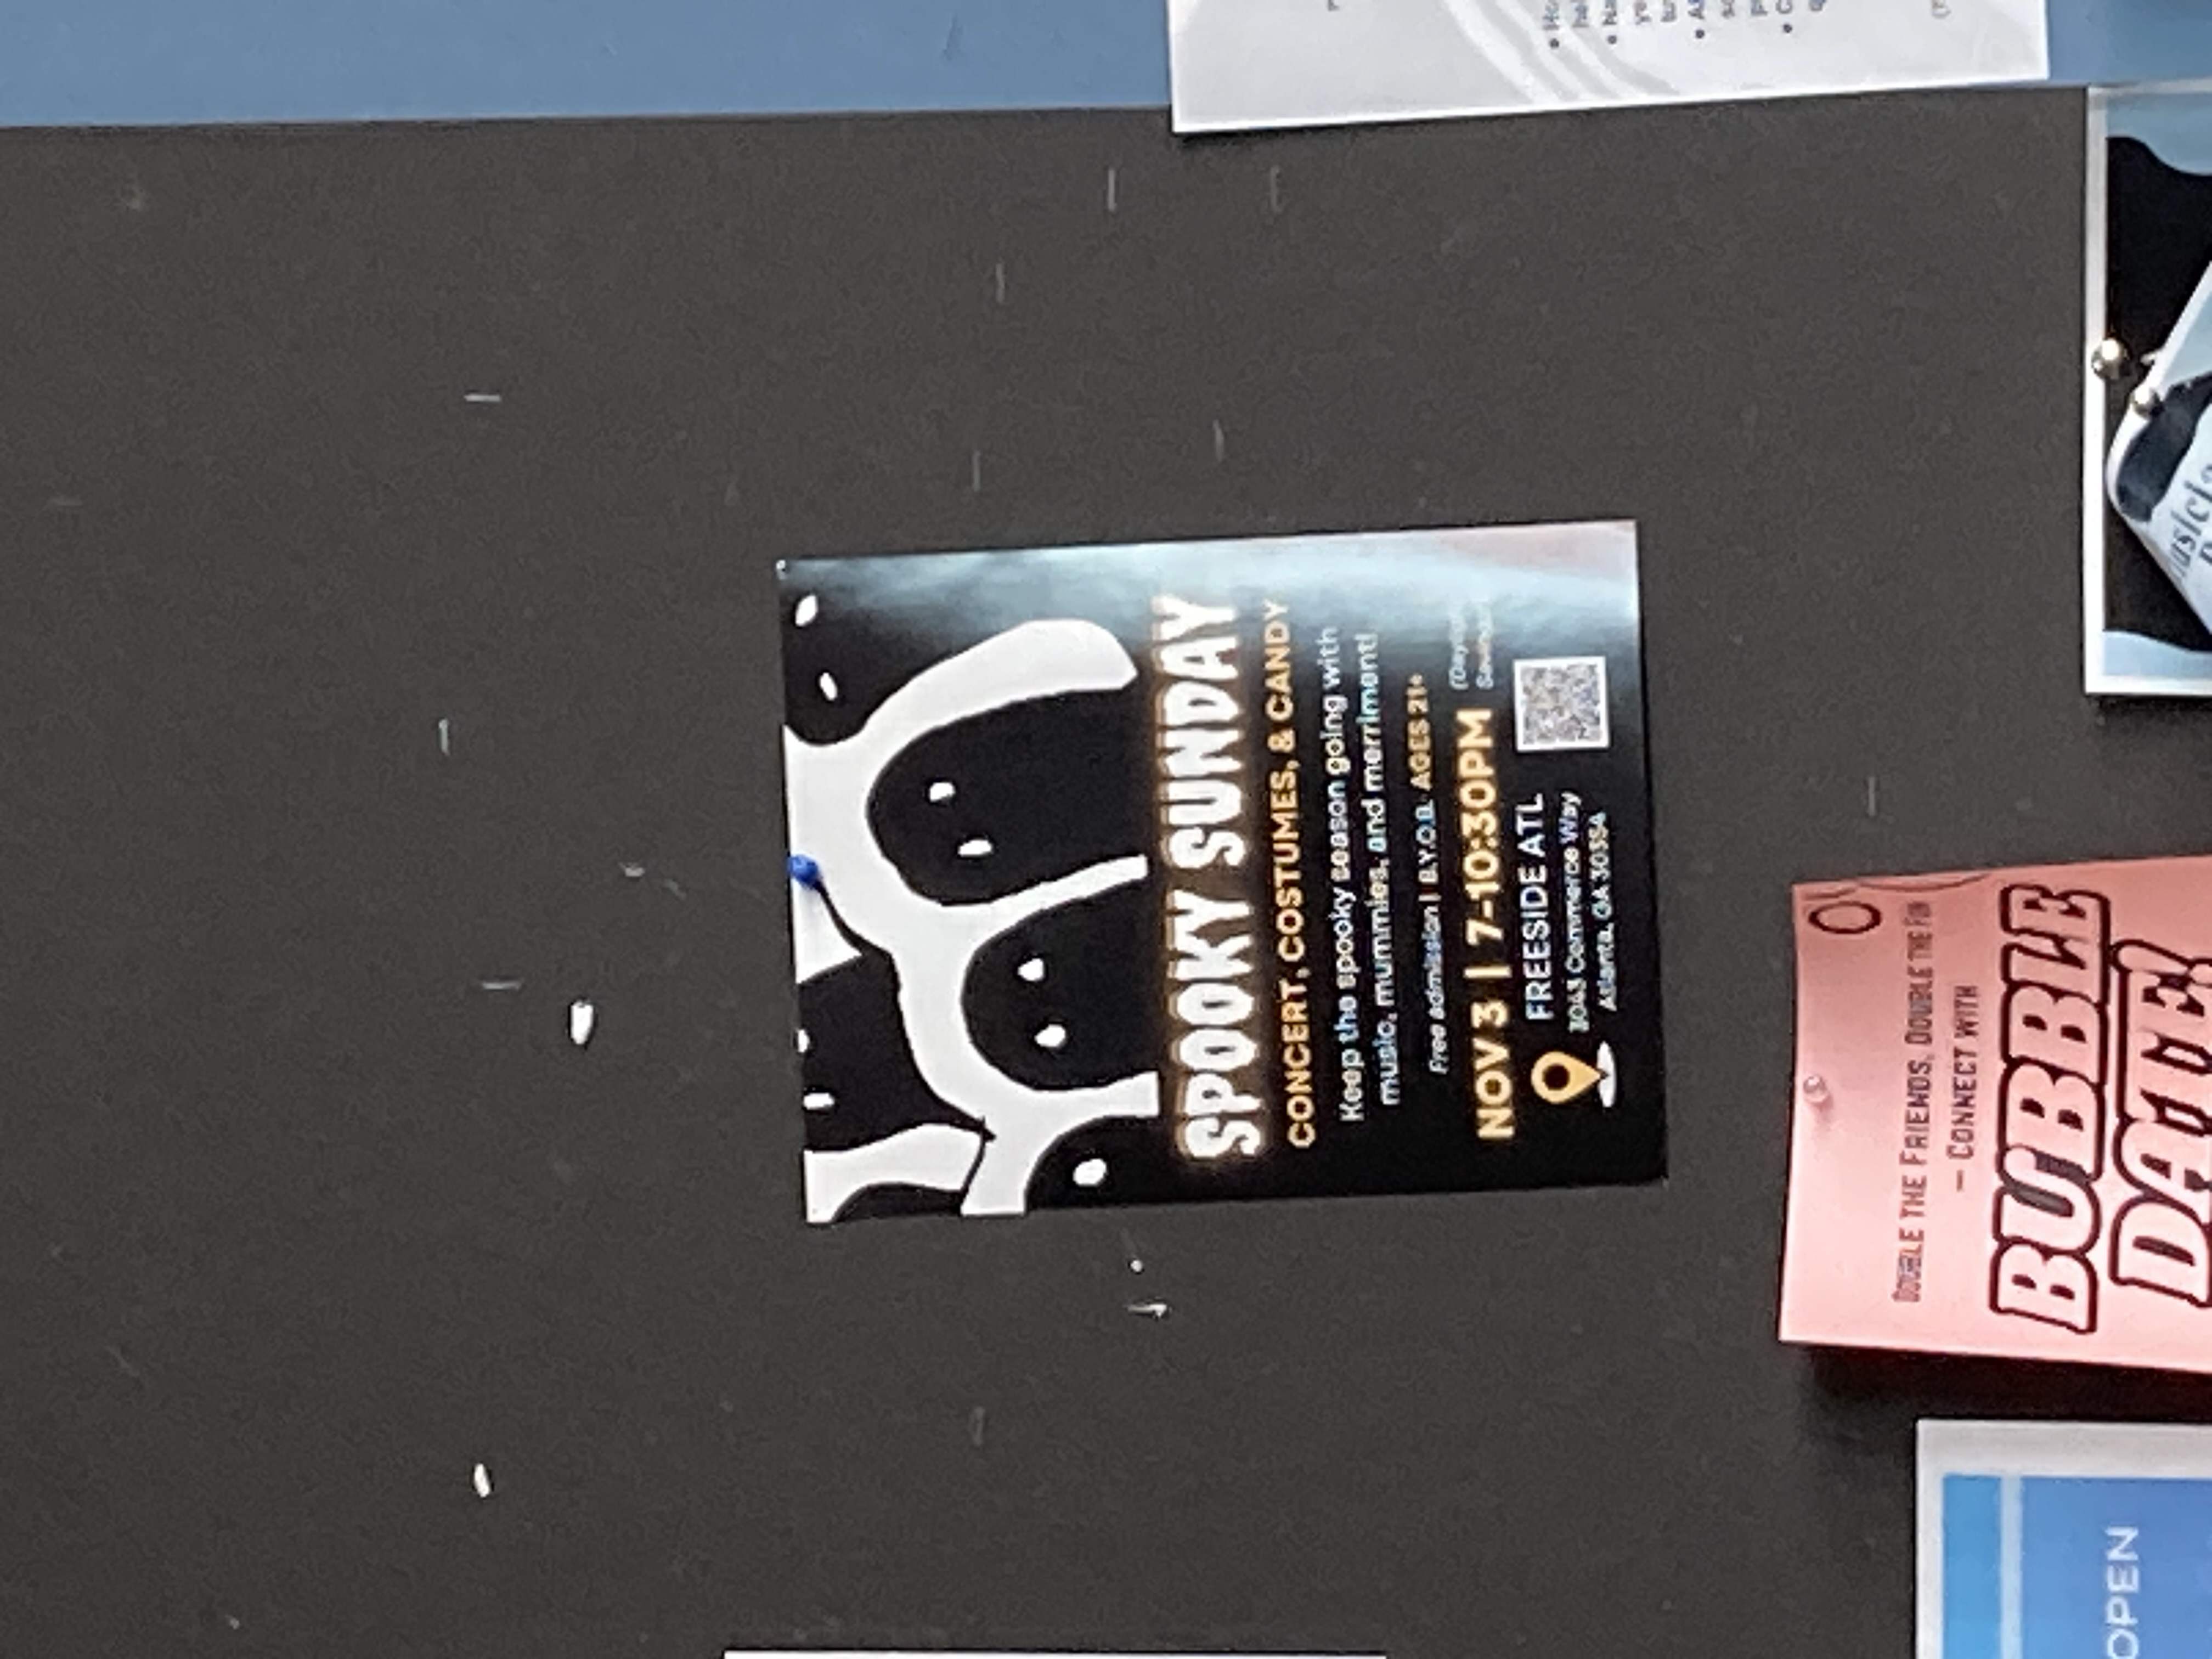 SPOOKY SUNDAY
CONCERT, COSTUMES, & CANDY
Keep the spooky season going with
music, mummies, and merriment!
Free admission | B.Y.O.B. AGES 21+
NOV 3 | 7-10:30PM
FREESIDE ATL
3043 Commerce Way
Atlanta, GA 30354
DOUBLE THE FRIENDS, DOUBLE THE FUN
– CONNECT WITH
BUBBLE
DATE!
OPEN